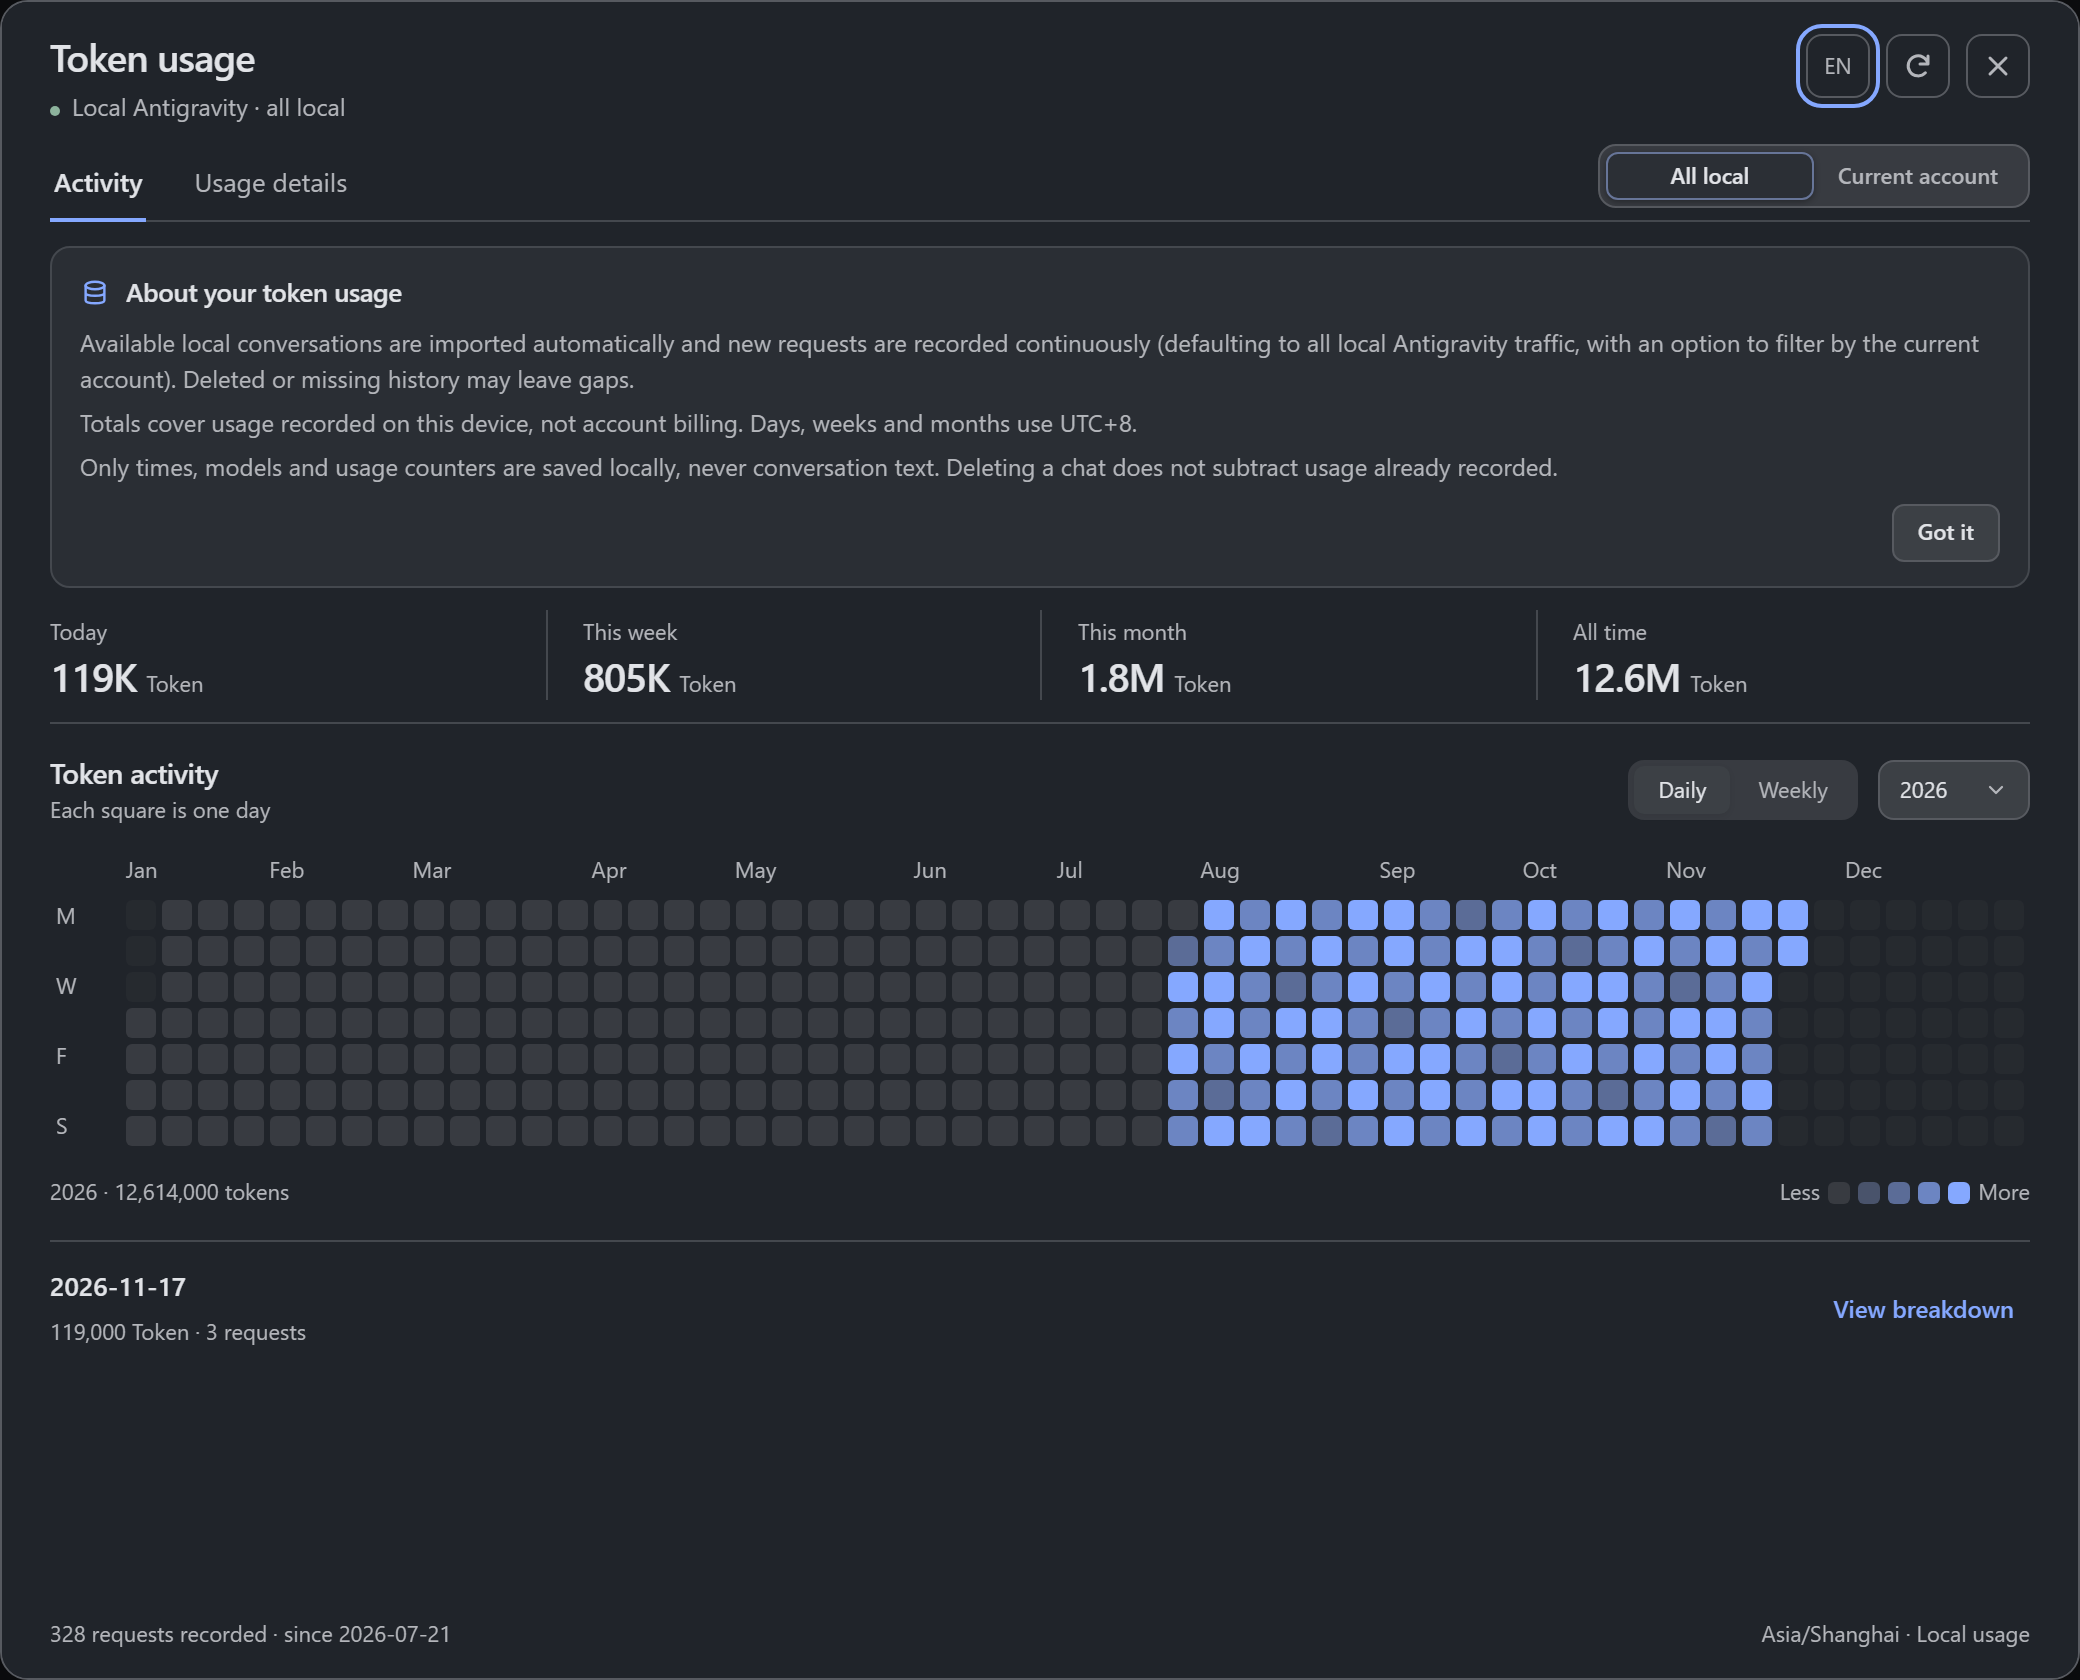 Token usage
EN
Local Antigravity · all local
Activity
Usage details
All local
Current account
About your token usage
Available local conversations are imported automatically and new requests are recorded continuously (defaulting to all local Antigravity traffic, with an option to filter by the current
account). Deleted or missing history may leave gaps.
Totals cover usage recorded on this device, not account billing. Days, weeks and months use UTC+8.
Only times, models and usage counters are saved locally, never conversation text. Deleting a chat does not subtract usage already recorded.
Got it
Today
119K Token
This week
805K Token
This month
1.8M Token
All time
12.6M Token
Token activity
Each square is one day
Daily
Weekly
2026
Jan Feb Mar Apr May Jun Jul Aug Sep Oct Nov Dec
M
W
F
S
2026 · 12,614,000 tokens
Less
More
2026-11-17
119,000 Token · 3 requests
View breakdown
328 requests recorded · since 2026-07-21
Asia/Shanghai · Local usage